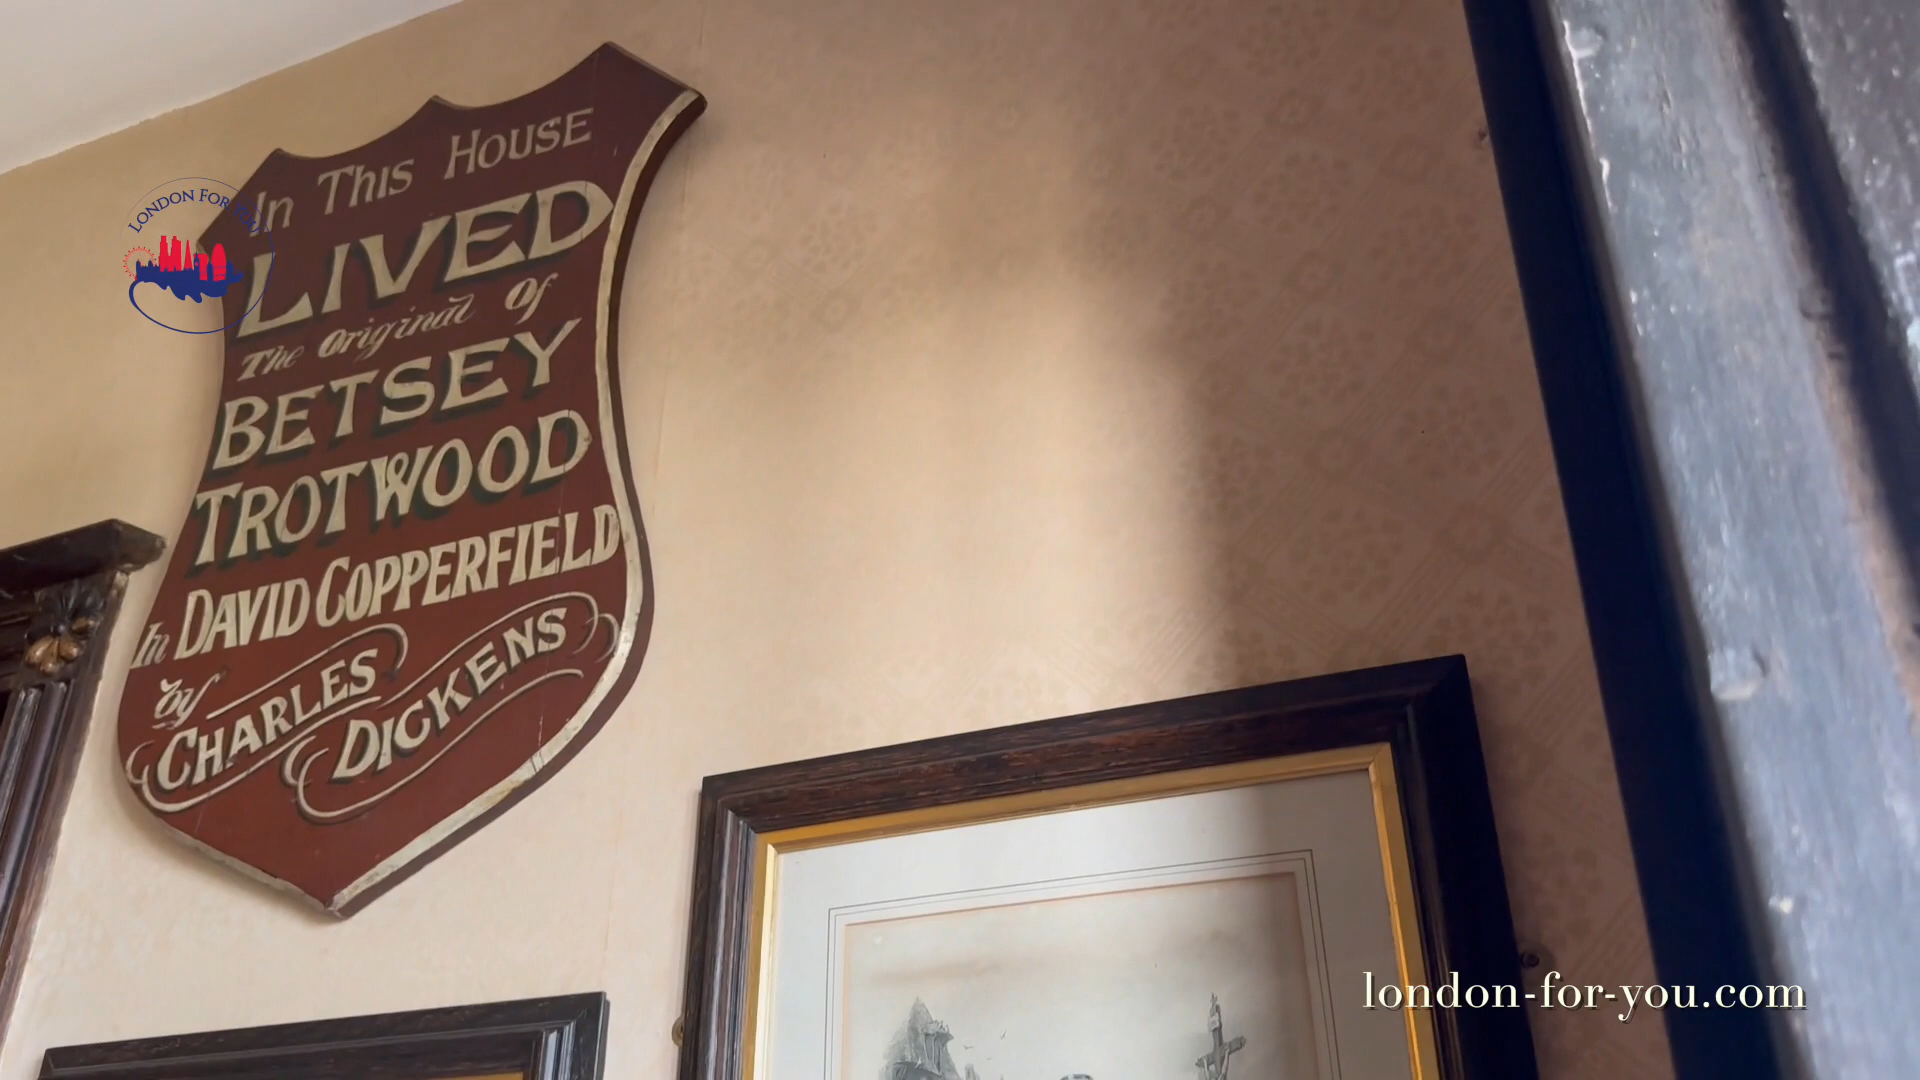 In This House
LIVED
The Original Of
BETSEY
TROTWOOD
In DAVID COPPERFIELD
by
CHARLES
DICKENS
LONDON FOR YOU
london-for-you.com